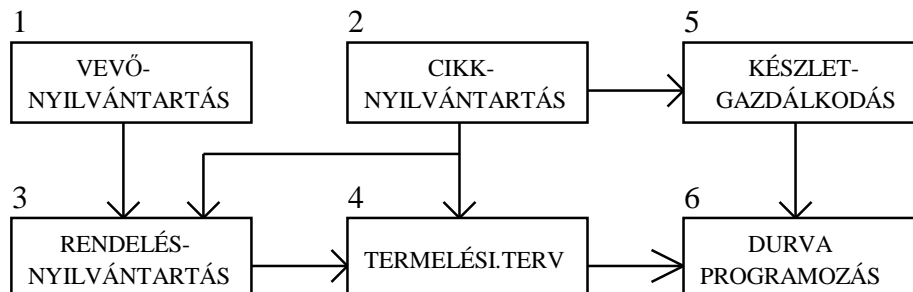 1
VEVŐ-
NYILVÁNTARTÁS
2
CIKK-
NYILVÁNTARTÁS
5
KÉSZLET-
GAZDÁLKODÁS
3
RENDELÉS-
NYILVÁNTARTÁS
4
TERMELÉSI.TERV
6
DURVA
PROGRAMOZÁS